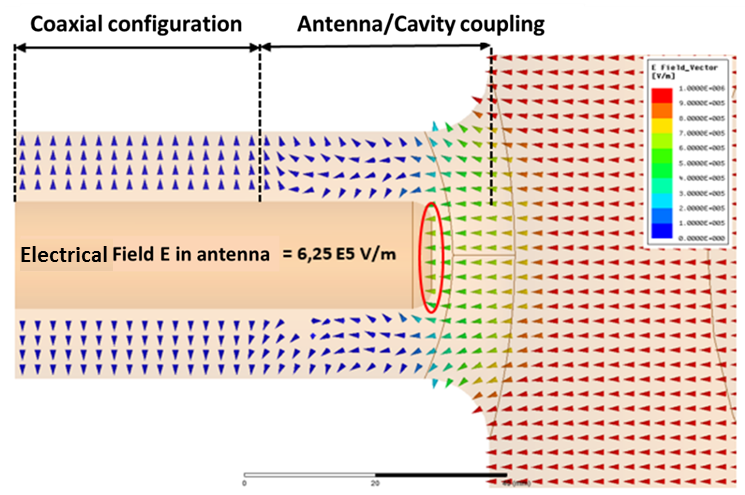 Coaxial configuration
Antenna/Cavity coupling
E Field_Vector
[V/m]
1.0000E+006
9.0000E+005
8.0000E+005
7.0000E+005
6.0000E+005
5.0000E+005
4.0000E+005
3.0000E+005
2.0000E+005
1.0000E+005
0.0000E+000
Electrical Field E in antenna = 6,25 E5 V/m
0
20